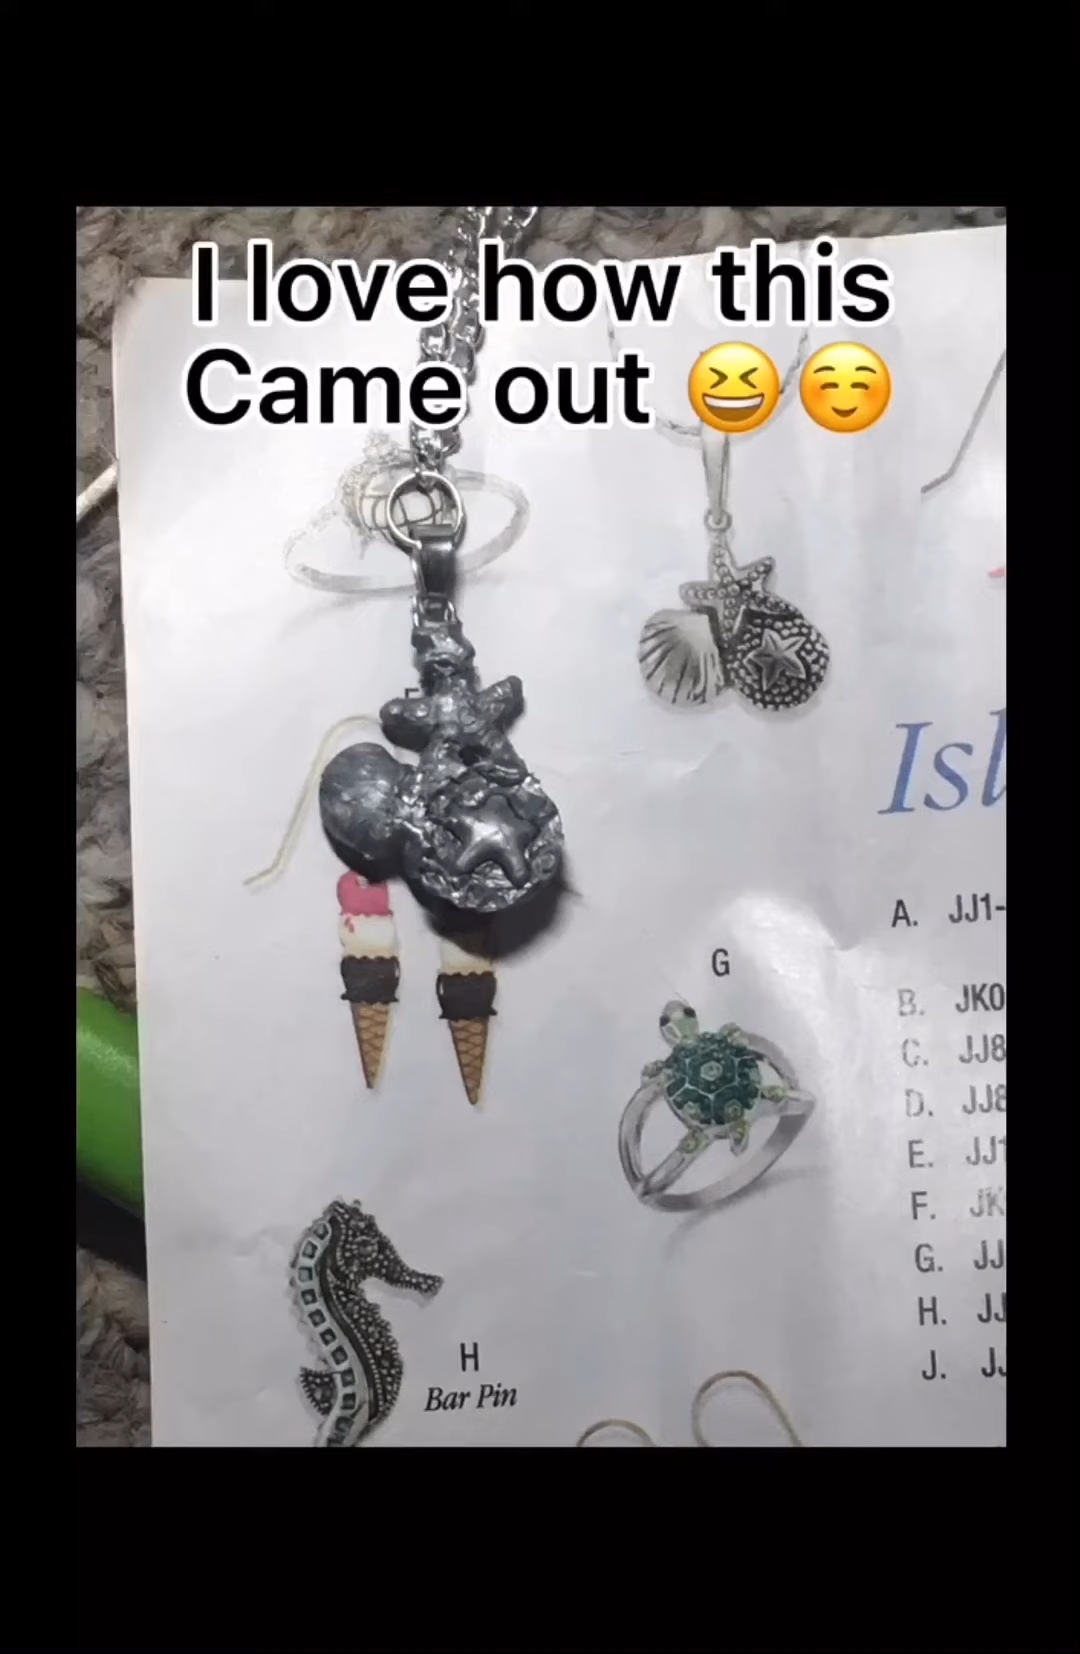 I love how this
Came out 😆☺️
Isl
A. JJ1-
G
B. JK0
C. JJ8
D. JJ8
E. JJ1
F. JK
G. JJ
H. JJ
H
J. J
Bar Pin